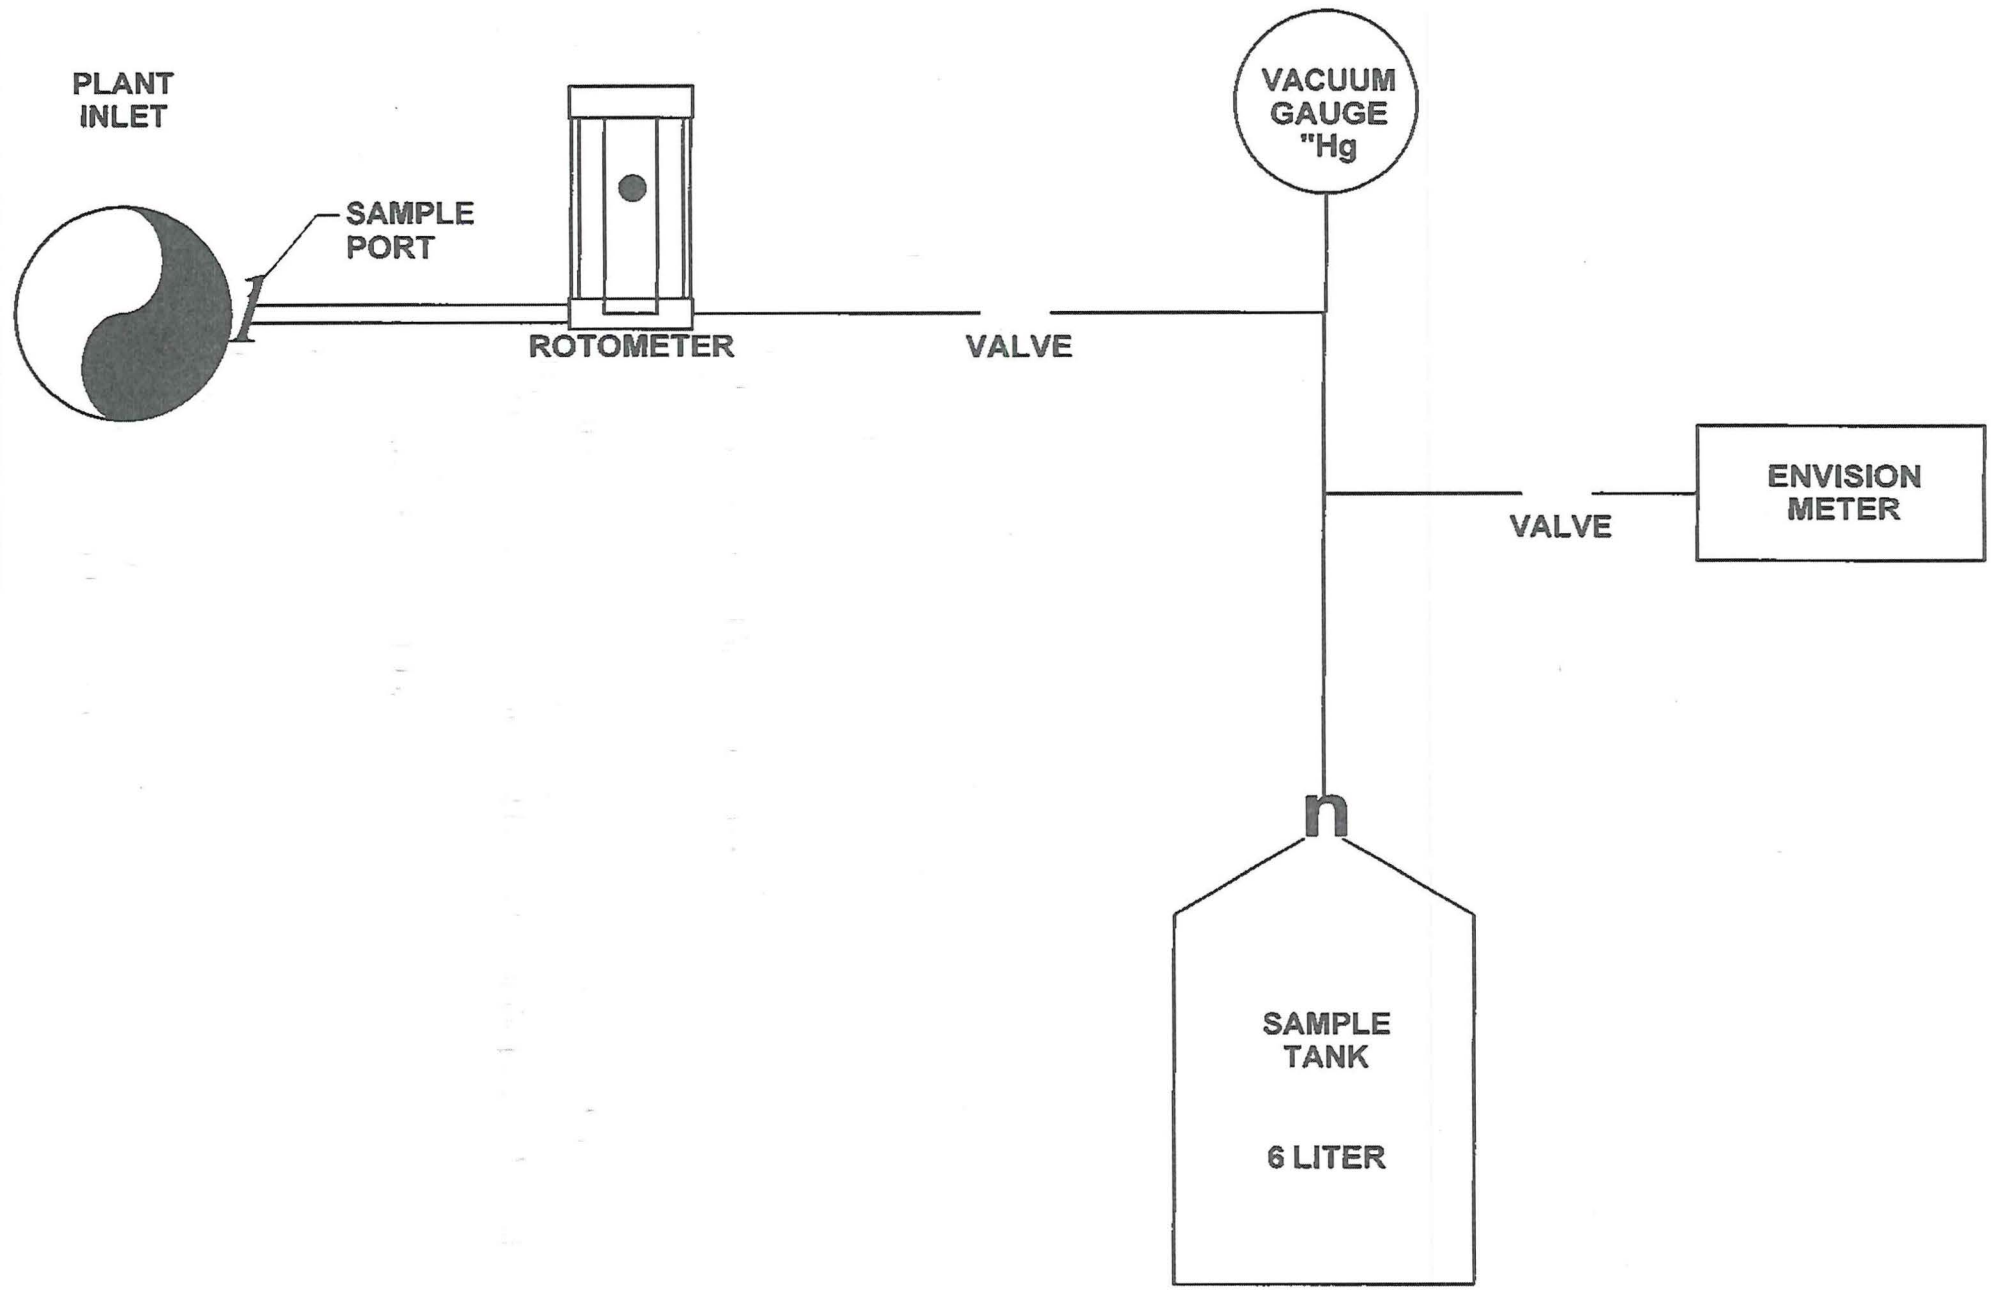 PLANT
INLET
SAMPLE
PORT
ROTOMETER
VALVE
VACUUM
GAUGE
"Hg
ENVISION
METER
VALVE
n
SAMPLE
TANK
6 LITER